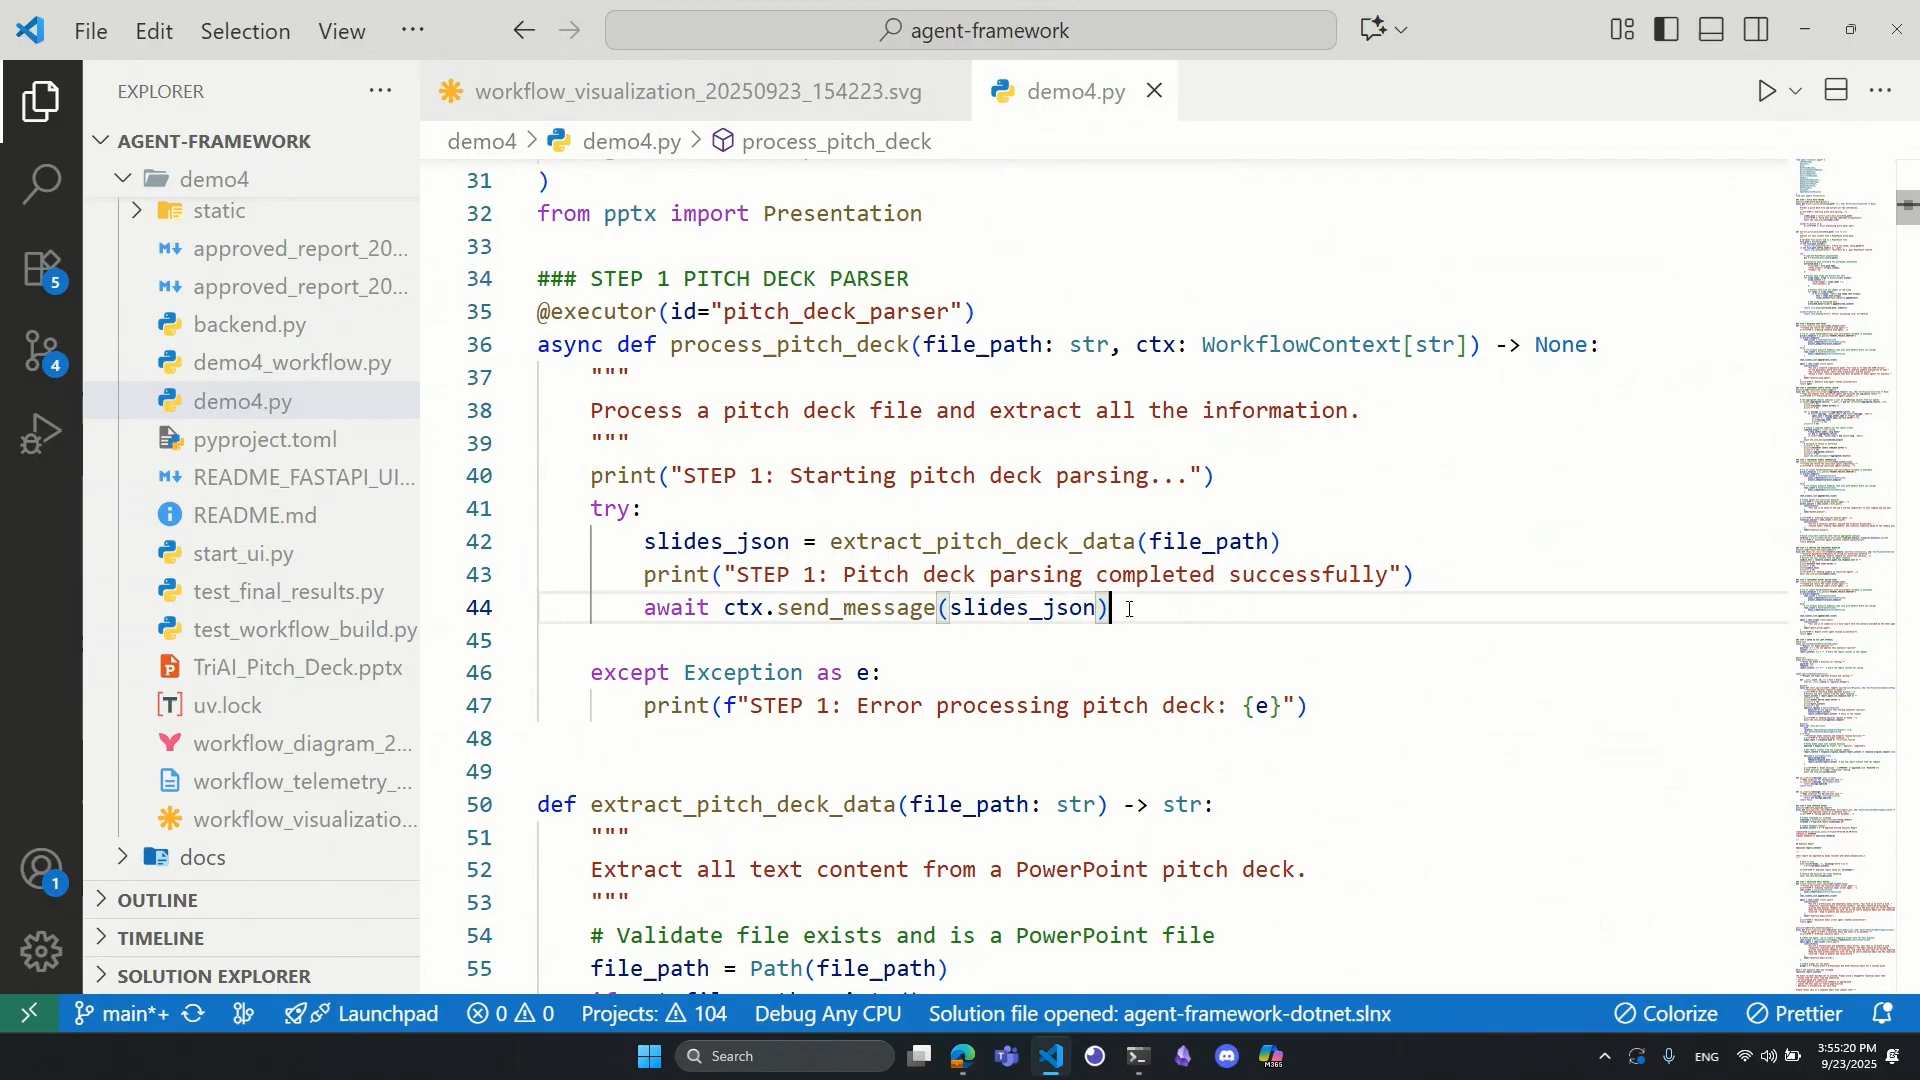 File Edit Selection View ···
agent-framework
EXPLORER
AGENT-FRAMEWORK
demo4
static
approved_report_20...
approved_report_20...
backend.py
demo4_workflow.py
demo4.py
pyproject.toml
README_FASTAPI_UI...
README.md
start_ui.py
test_final_results.py
test_workflow_build.py
TriAI_Pitch_Deck.pptx
uv.lock
workflow_diagram_2...
workflow_telemetry_...
workflow_visualizatio...
docs
OUTLINE
TIMELINE
SOLUTION EXPLORER
5
4
1
workflow_visualization_20250923_154223.svg
demo4.py
demo4 > demo4.py > process_pitch_deck
31 )
32 from pptx import Presentation
33
34 ### STEP 1 PITCH DECK PARSER
35 @executor(id="pitch_deck_parser")
36 async def process_pitch_deck(file_path: str, ctx: WorkflowContext[str]) -> None:
37 """
38 Process a pitch deck file and extract all the information.
39 """
40 print("STEP 1: Starting pitch deck parsing...")
41 try:
42 slides_json = extract_pitch_deck_data(file_path)
43 print("STEP 1: Pitch deck parsing completed successfully")
44 await ctx.send_message(slides_json)
45
46 except Exception as e:
47 print(f"STEP 1: Error processing pitch deck: {e}")
48
49
50 def extract_pitch_deck_data(file_path: str) -> str:
51 """
52 Extract all text content from a PowerPoint pitch deck.
53 """
54 # Validate file exists and is a PowerPoint file
55 file_path = Path(file_path)
main*+ Launchpad 0 0 Projects: 104 Debug Any CPU Solution file opened: agent-framework-dotnet.slnx Colorize Prettier
Search
M365
ENG
3:55:20 PM
9/23/2025